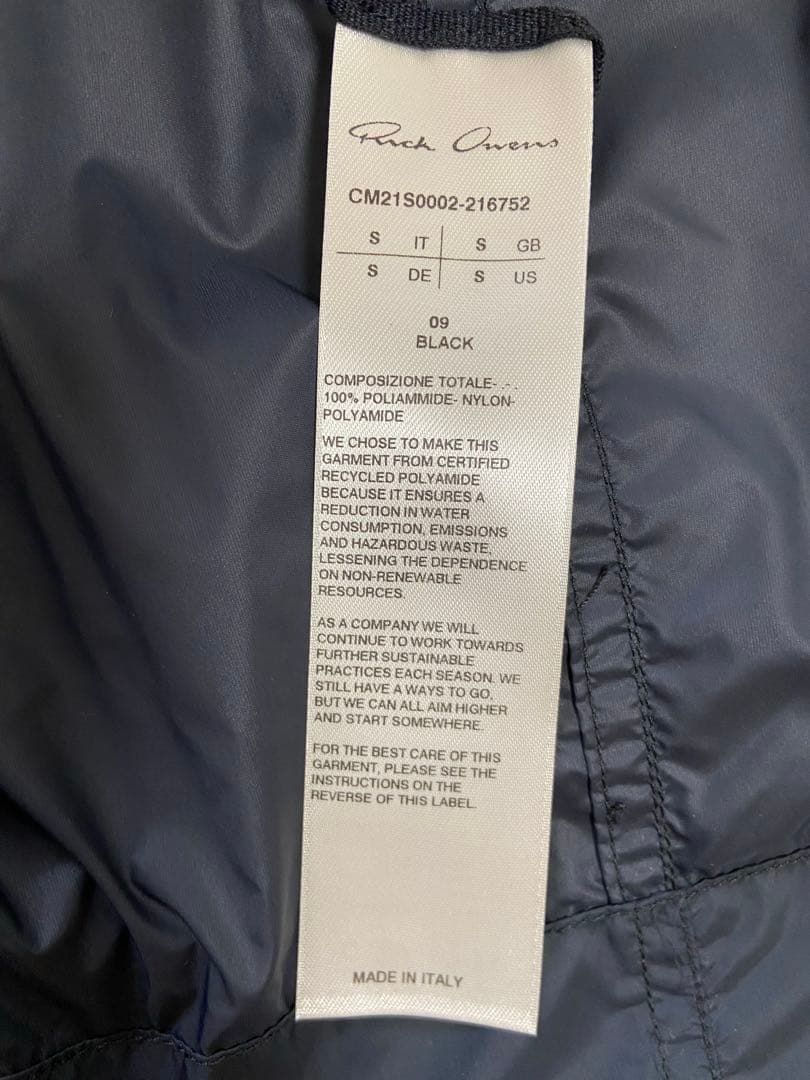 Rick Owens
CM21S0002-216752
S IT S GB
S DE S US
09
BLACK
COMPOSIZIONE TOTALE- .- .
100% POLIAMMIDE- NYLON-
POLYAMIDE
WE CHOSE TO MAKE THIS
GARMENT FROM CERTIFIED
RECYCLED POLYAMIDE
BECAUSE IT ENSURES A
REDUCTION IN WATER
CONSUMPTION, EMISSIONS
AND HAZARDOUS WASTE,
LESSENING THE DEPENDENCE
ON NON-RENEWABLE
RESOURCES.
AS A COMPANY WE WILL
CONTINUE TO WORK TOWARDS
FURTHER SUSTAINABLE
PRACTICES EACH SEASON. WE
STILL HAVE A WAYS TO GO,
BUT WE CAN ALL AIM HIGHER
AND START SOMEWHERE.
FOR THE BEST CARE OF THIS
GARMENT, PLEASE SEE THE
INSTRUCTIONS ON THE
REVERSE OF THIS LABEL.
MADE IN ITALY